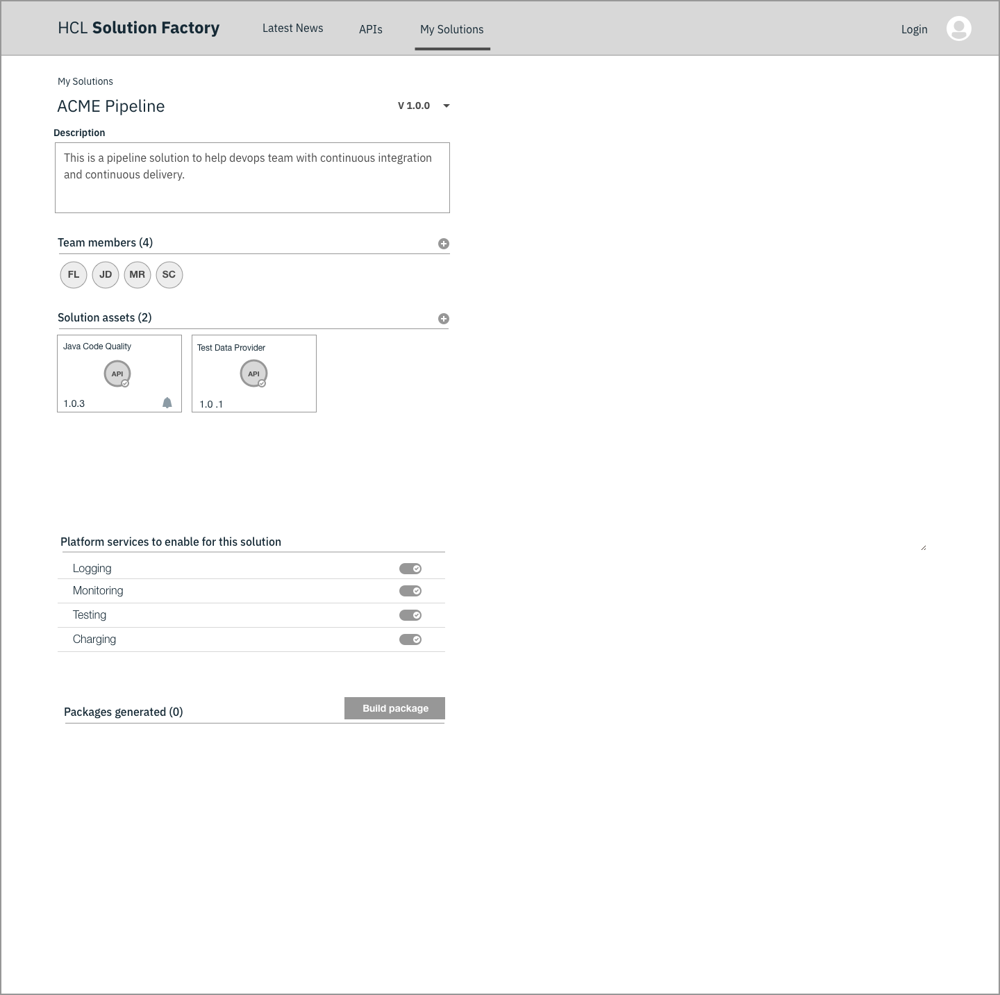 HCL Solution Factory Latest News APIs My Solutions Login
My Solutions
ACME Pipeline V 1.0.0
Description
This is a pipeline solution to help devops team with continuous integration
and continuous delivery.
Team members (4)
FL JD MR SC
Solution assets (2)
Java Code Quality Test Data Provider
API API
1.0.3 1.0 .1
Platform services to enable for this solution
Logging
Monitoring
Testing
Charging
Packages generated (0) Build package